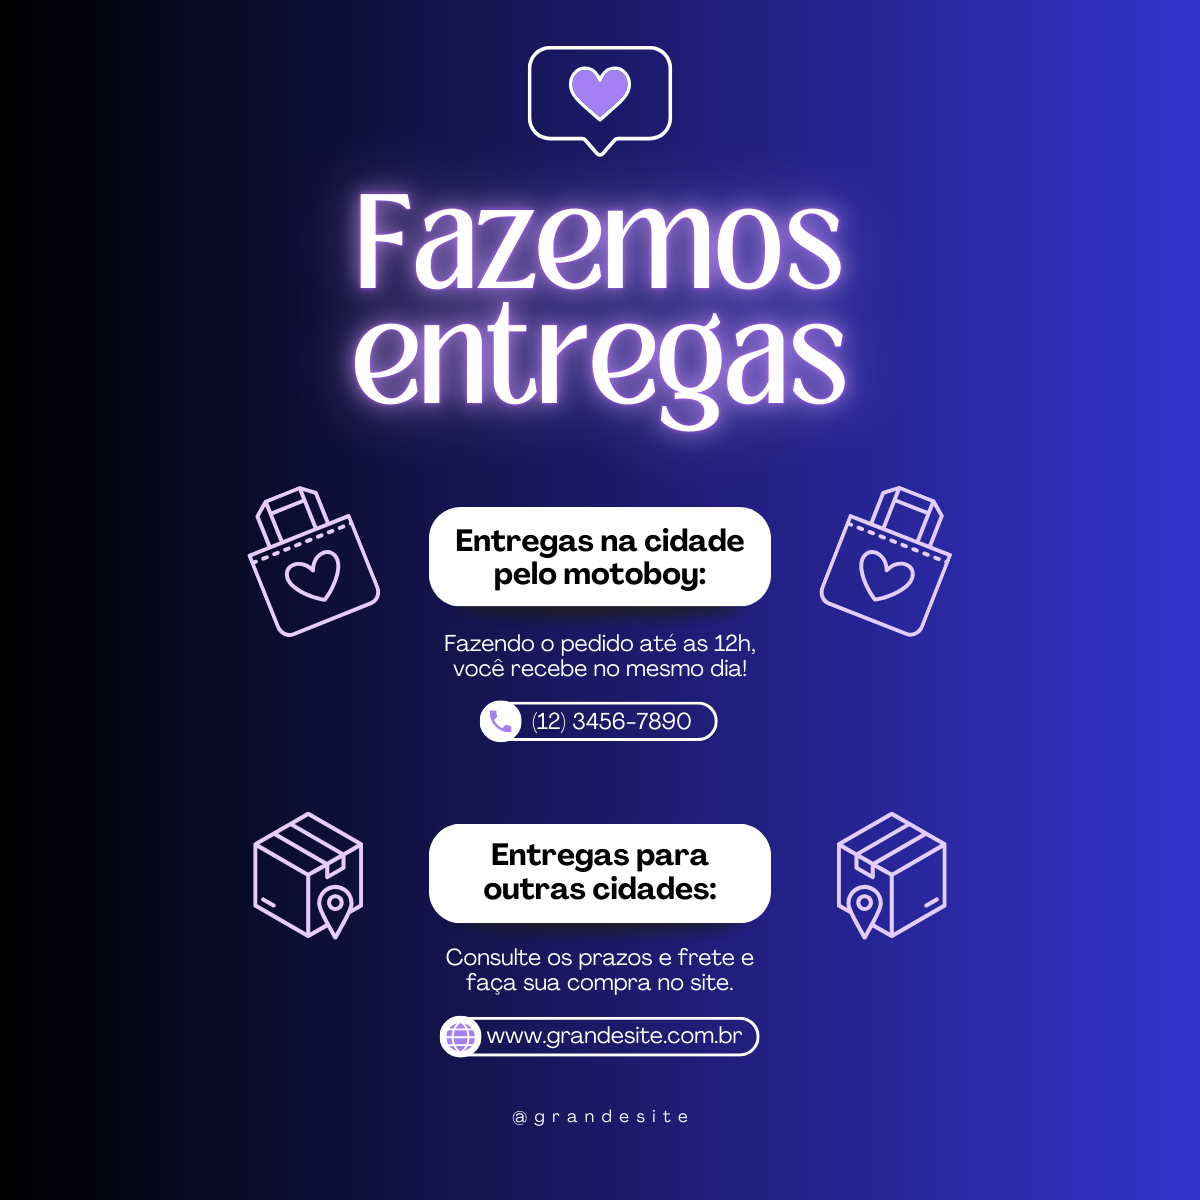 Fazemos
entregas
Entregas na cidade
pelo motoboy:
Fazendo o pedido até as 12h,
você recebe no mesmo dia!
(12) 3456-7890
Entregas para
outras cidades:
Consulte os prazos e frete e
faça sua compra no site.
www.grandesite.com.br
@grandesite